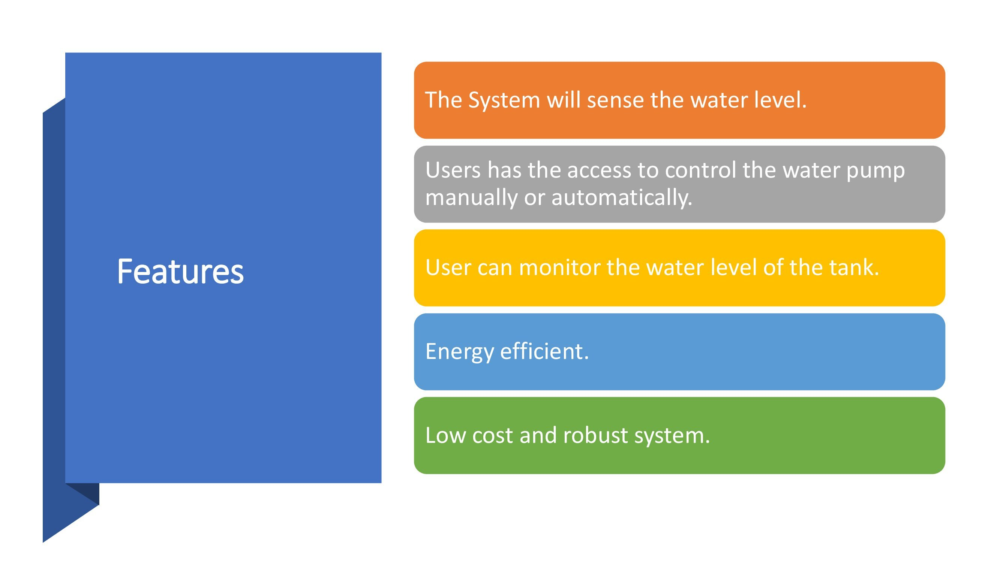 Features
The System will sense the water level.
Users has the access to control the water pump
manually or automatically.
User can monitor the water level of the tank.
Energy efficient.
Low cost and robust system.